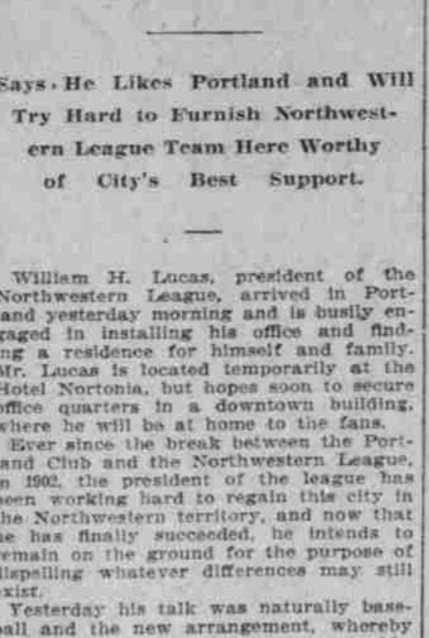 Says He Likes Portland and Will
Try Hard to Furnish Northwest-
ern League Team Here Worthy
of City's Best Support.
William H. Lucas, president of the
Northwestern League, arrived in Port-
land yesterday morning and is busily en-
gaged in installing his office and find-
ing a residence for himself and family.
Mr. Lucas is located temporarily at the
Hotel Nortonia, but hopes soon to secure
office quarters in a downtown building,
where he will be at home to the fans.
Ever since the break between the Port-
land Club and the Northwestern League,
in 1902, the president of the league has
been working hard to regain this city in
the Northwestern territory, and now that
he has finally succeeded, he intends to
remain on the ground for the purpose of
dispelling whatever differences may still
exist.
Yesterday his talk was naturally base-
ball and the new arrangement, whereby